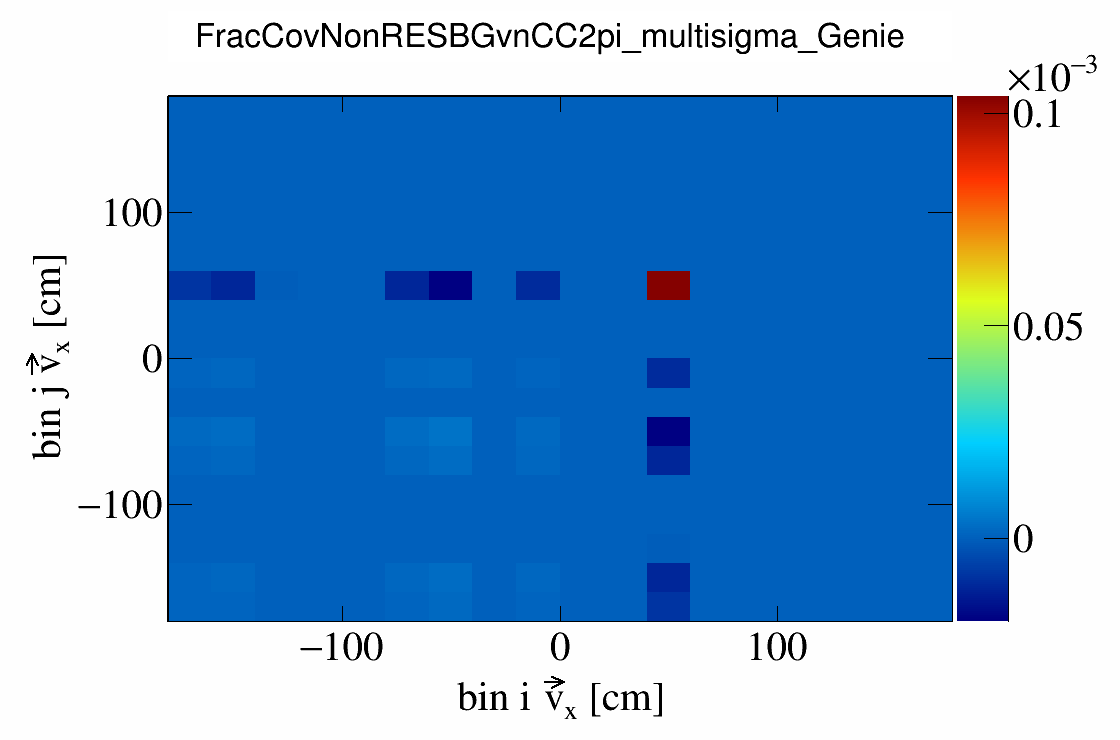 FracCovNonRESBGvnCC2pi_multisigma_Genie
×10⁻³
0.1
0.05
0
100
0
−100
bin j v⃗ₓ [cm]
−100 0 100
bin i v⃗ₓ [cm]